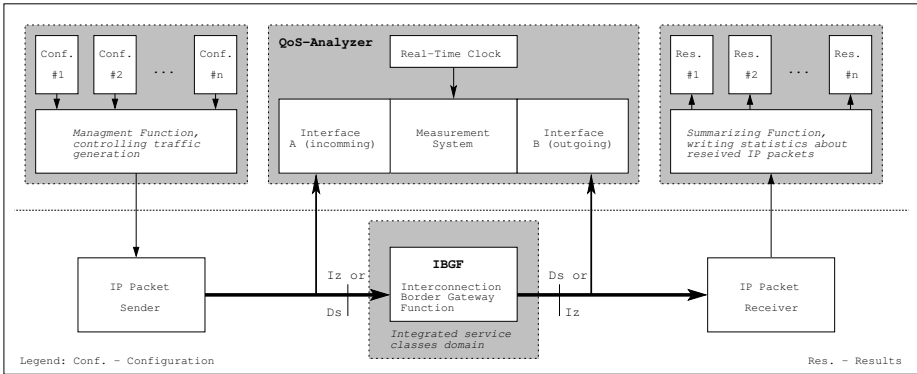 Conf.
#1
Conf.
#2
...
Conf.
#n
Managment Function,
controlling traffic
generation
QoS-Analyzer
Real-Time Clock
Interface
A (incomming)
Measurement
System
Interface
B (outgoing)
Res.
#1
Res.
#2
...
Res.
#n
Summarizing Function,
writing statistics about
reseived IP packets
IP Packet
Sender
Iz or
Ds
IBGF
Interconnection
Border Gateway
Function
Integrated service
classes domain
Ds or
Iz
IP Packet
Receiver
Legend: Conf. - Configuration
Res. - Results